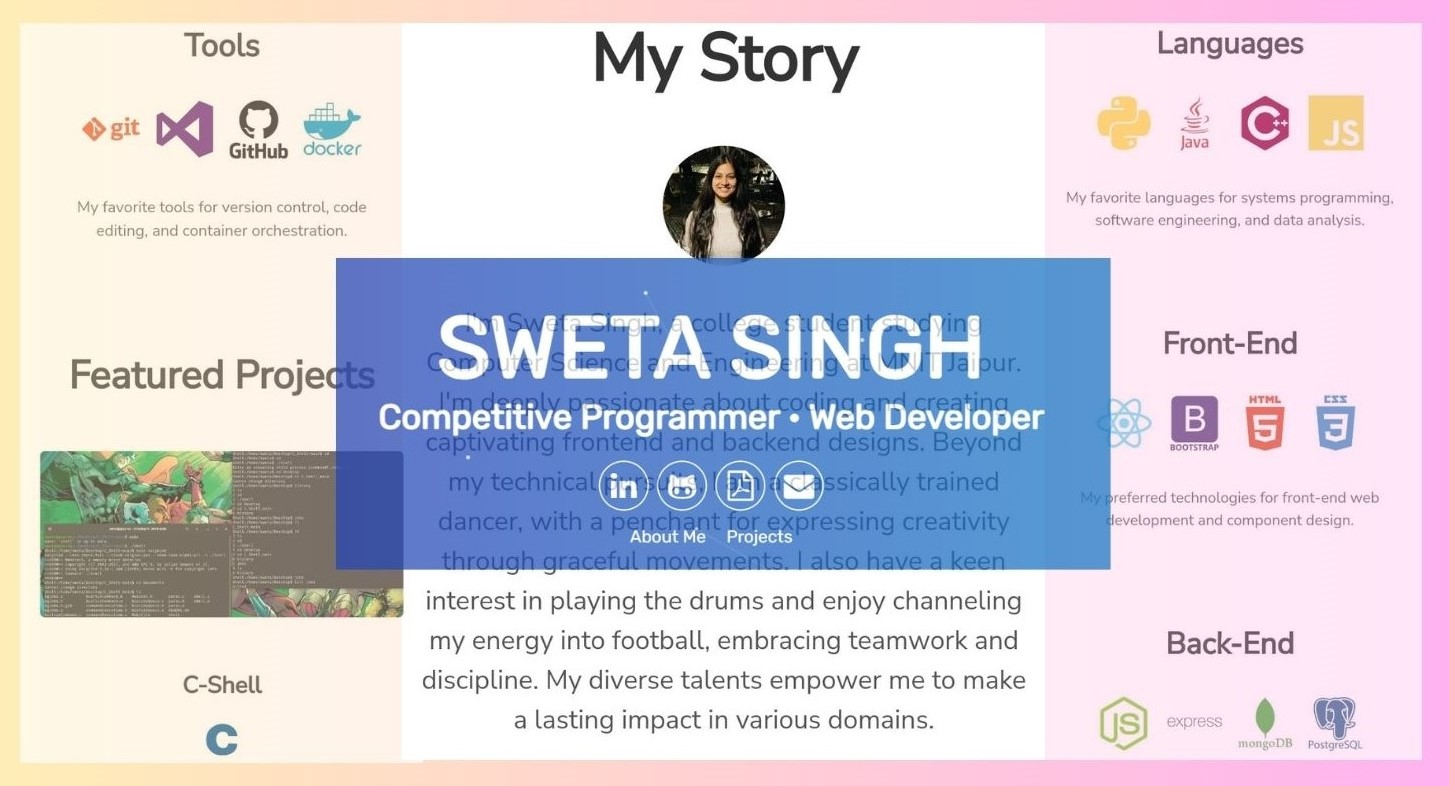 Tools
git
GitHub
docker
My favorite tools for version control, code
editing, and container orchestration.
Featured Projects
C-Shell
C
My Story
I'm Sweta Singh, a college student studying
Computer Science and Engineering at MNIT Jaipur.
I'm deeply passionate about coding and creating
captivating frontend and backend designs. Beyond
my technical pursuits, I am a classically trained
dancer, with a penchant for expressing creativity
through graceful movements. I also have a keen
interest in playing the drums and enjoy channeling
my energy into football, embracing teamwork and
discipline. My diverse talents empower me to make
a lasting impact in various domains.
SWETA SINGH
Competitive Programmer • Web Developer
in
About Me Projects
Languages
Java
C++
JS
My favorite languages for systems programming,
software engineering, and data analysis.
Front-End
B
BOOTSTRAP
HTML
5
CSS
3
My preferred technologies for front-end web
development and component design.
Back-End
JS
express
mongoDB
PostgreSQL